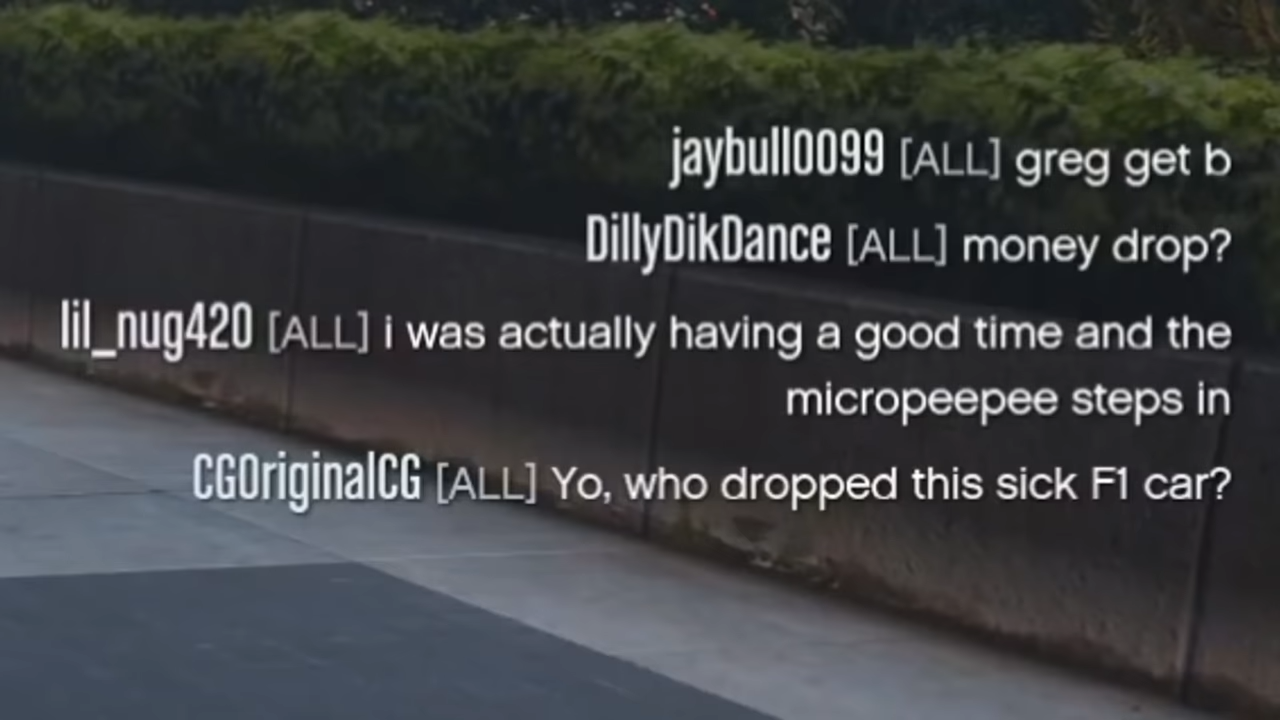 jaybull0099 [ALL] greg get b
DillyDikDance [ALL] money drop?
lil_nug420 [ALL] i was actually having a good time and the
micropeepee steps in
CGOriginalCG [ALL] Yo, who dropped this sick F1 car?